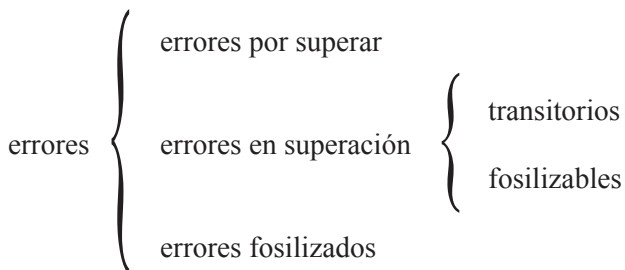 errores por superar
transitorios
errores
errores en superación
fosilizables
errores fosilizados